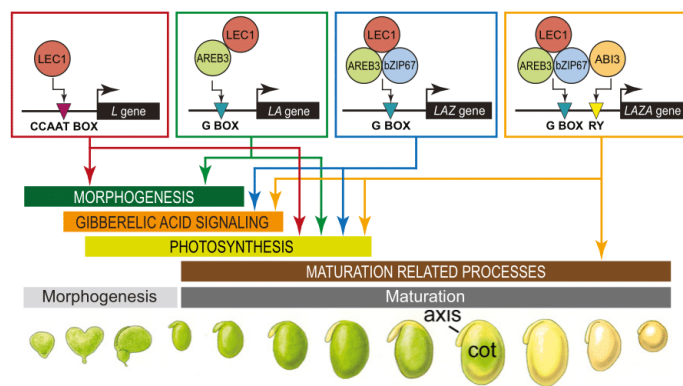 LEC1
CCAAT BOX
L gene
LEC1
AREB3
G BOX
LA gene
LEC1
AREB3
bZIP67
G BOX
LAZ gene
LEC1
AREB3
bZIP67
ABI3
G BOX
RY
LAZA gene
MORPHOGENESIS
GIBBERELIC ACID SIGNALING
PHOTOSYNTHESIS
MATURATION RELATED PROCESSES
Morphogenesis
Maturation
axis
cot